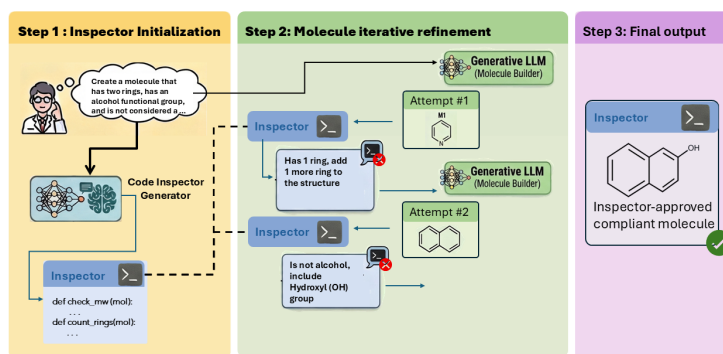 Step 1 : Inspector Initialization
Create a molecule that
has two rings, has an
alcohol functional group,
and is not considered a...
Code Inspector
Generator
Inspector
def check_mw(mol):
...
def count_rings(mol):
...
Step 2: Molecule iterative refinement
Generative LLM
(Molecule Builder)
Attempt #1
M1
N
Inspector
Has 1 ring, add
1 more ring to
the structure
Generative LLM
(Molecule Builder)
Attempt #2
Inspector
Is not alcohol,
include
Hydroxyl (OH)
group
Step 3: Final output
Inspector
OH
Inspector-approved
compliant molecule